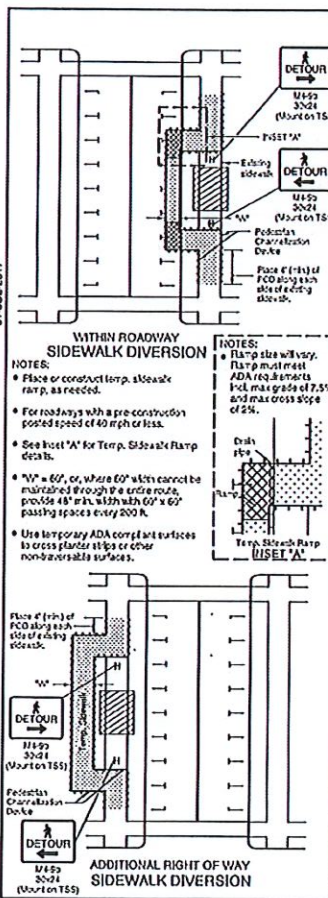 DETOUR
M4-9b
30x24
(Mount on TSS)
INSET "A"
Existing
sidewalk
DETOUR
M4-9b
30x24
(Mount on TSS)
"W"
Pedestrian
Channelization
Device
Place 4' (min) of
PCD along each
side of existing
sidewalk.
WITHIN ROADWAY
SIDEWALK DIVERSION
NOTES:
• Place or construct temp. sidewalk
ramp, as needed.
• For roadways with a pre-construction
posted speed of 40 mph or less.
• See Inset "A" for Temp. Sidewalk Ramp
details.
• "W" = 60", or, where 60" width cannot be
maintained through the entire route,
provide 48" min. width with 60" x 60"
passing spaces every 200 ft.
• Use temporary ADA compliant surfaces
to cross planter strips or other
non-traversable surfaces.
NOTES:
• Ramp size will vary.
Ramp must meet
ADA requirements
incl. max grade of 7.5%
and max cross slope
of 2%.
Drain
pipe
Ramp
Temp. Sidewalk Ramp
INSET "A"
Place 4' (min) of
PCD along each
side of existing
sidewalk.
"W"
Temp. Sidewalk
DETOUR
M4-9b
30x24
(Mount on TSS)
Pedestrian
Channelization
Device
DETOUR
M4-9b
30x24
(Mount on TSS)
ADDITIONAL RIGHT OF WAY
SIDEWALK DIVERSION